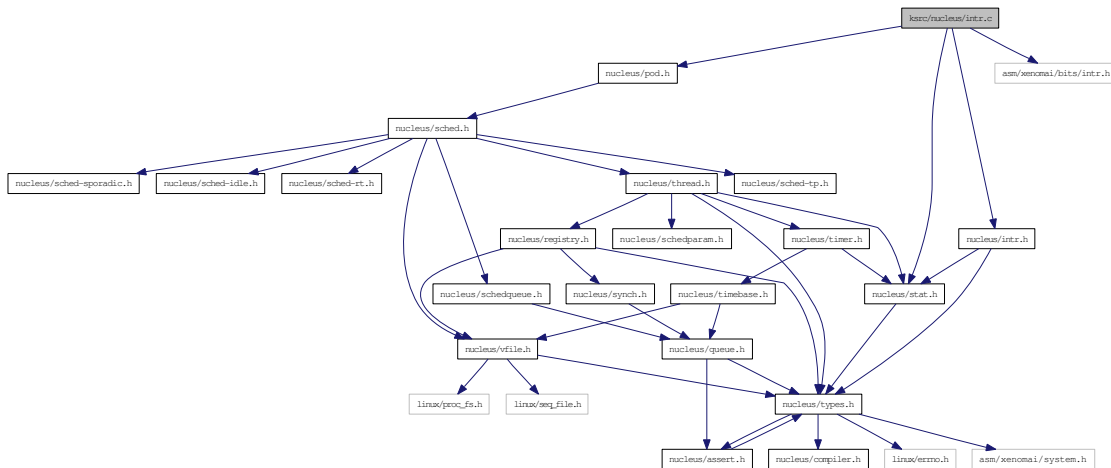 ksrc/nucleus/intr.c
nucleus/pod.h
asm/xenomai/bits/intr.h
nucleus/sched.h
nucleus/sched-sporadic.h
nucleus/sched-idle.h
nucleus/sched-rt.h
nucleus/thread.h
nucleus/sched-tp.h
nucleus/registry.h
nucleus/schedparam.h
nucleus/timer.h
nucleus/intr.h
nucleus/schedqueue.h
nucleus/synch.h
nucleus/timebase.h
nucleus/stat.h
nucleus/vfile.h
nucleus/queue.h
linux/proc_fs.h
linux/seq_file.h
nucleus/types.h
nucleus/assert.h
nucleus/compiler.h
linux/errno.h
asm/xenomai/system.h